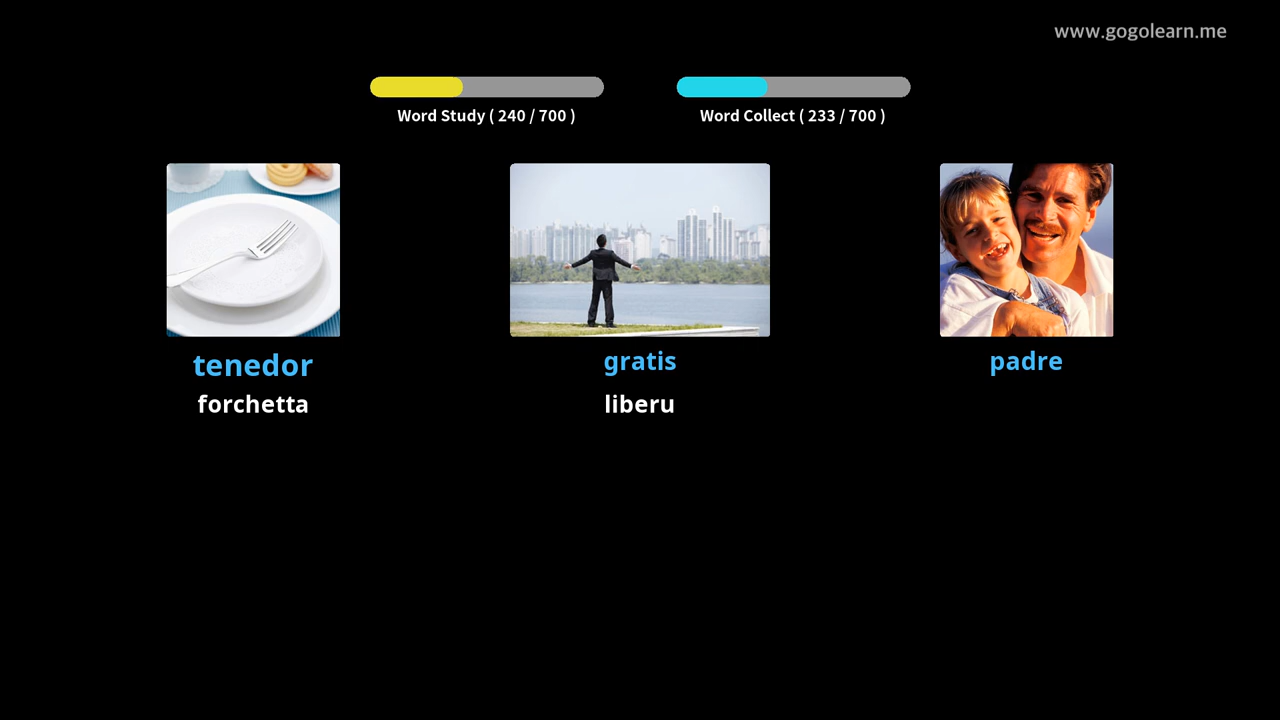 www.gogolearn.me
Word Study ( 240 / 700 )
Word Collect ( 233 / 700 )
tenedor
forchetta
gratis
liberu
padre